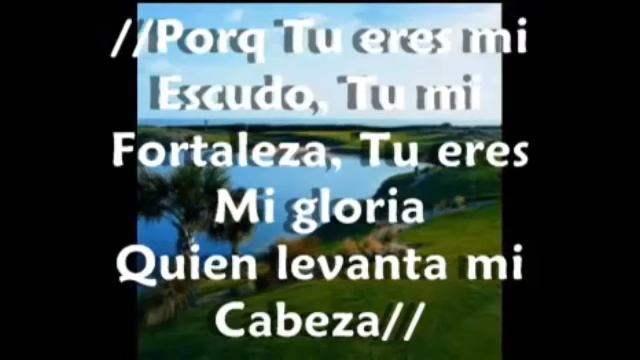 //Porq Tu eres mi
Escudo, Tu mi
Fortaleza, Tu eres
Mi gloria
Quien levanta mi
Cabeza//